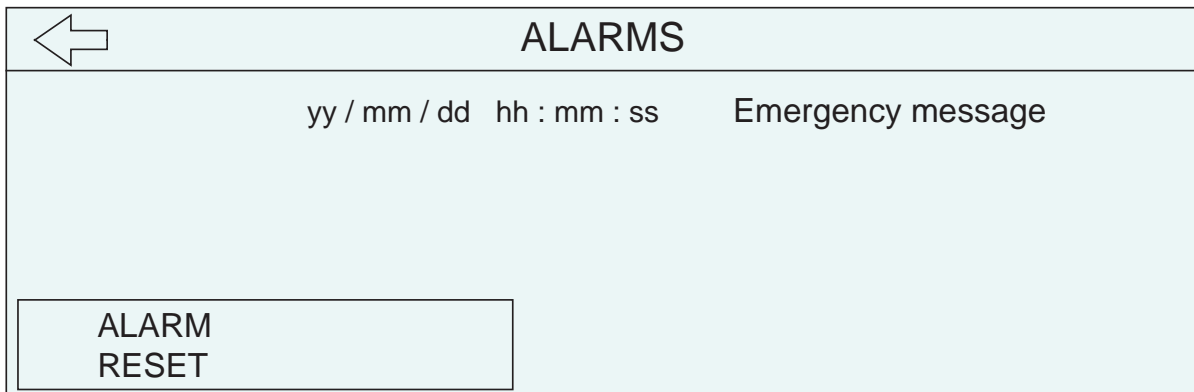 ALARMS
yy / mm / dd hh : mm : ss Emergency message
ALARM
RESET